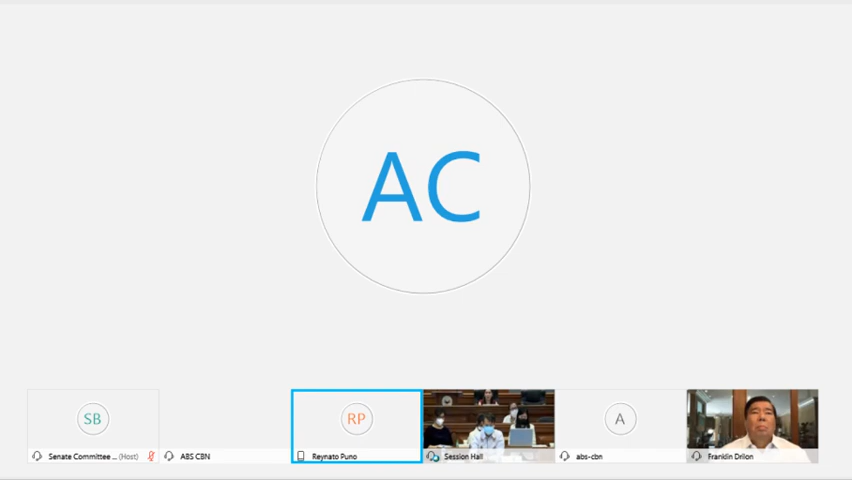 AC
SB
RP
A
Senate Committee ... (Host)
ABS CBN
Reynato Puno
Session Hall
abs-cbn
Franklin Drilon